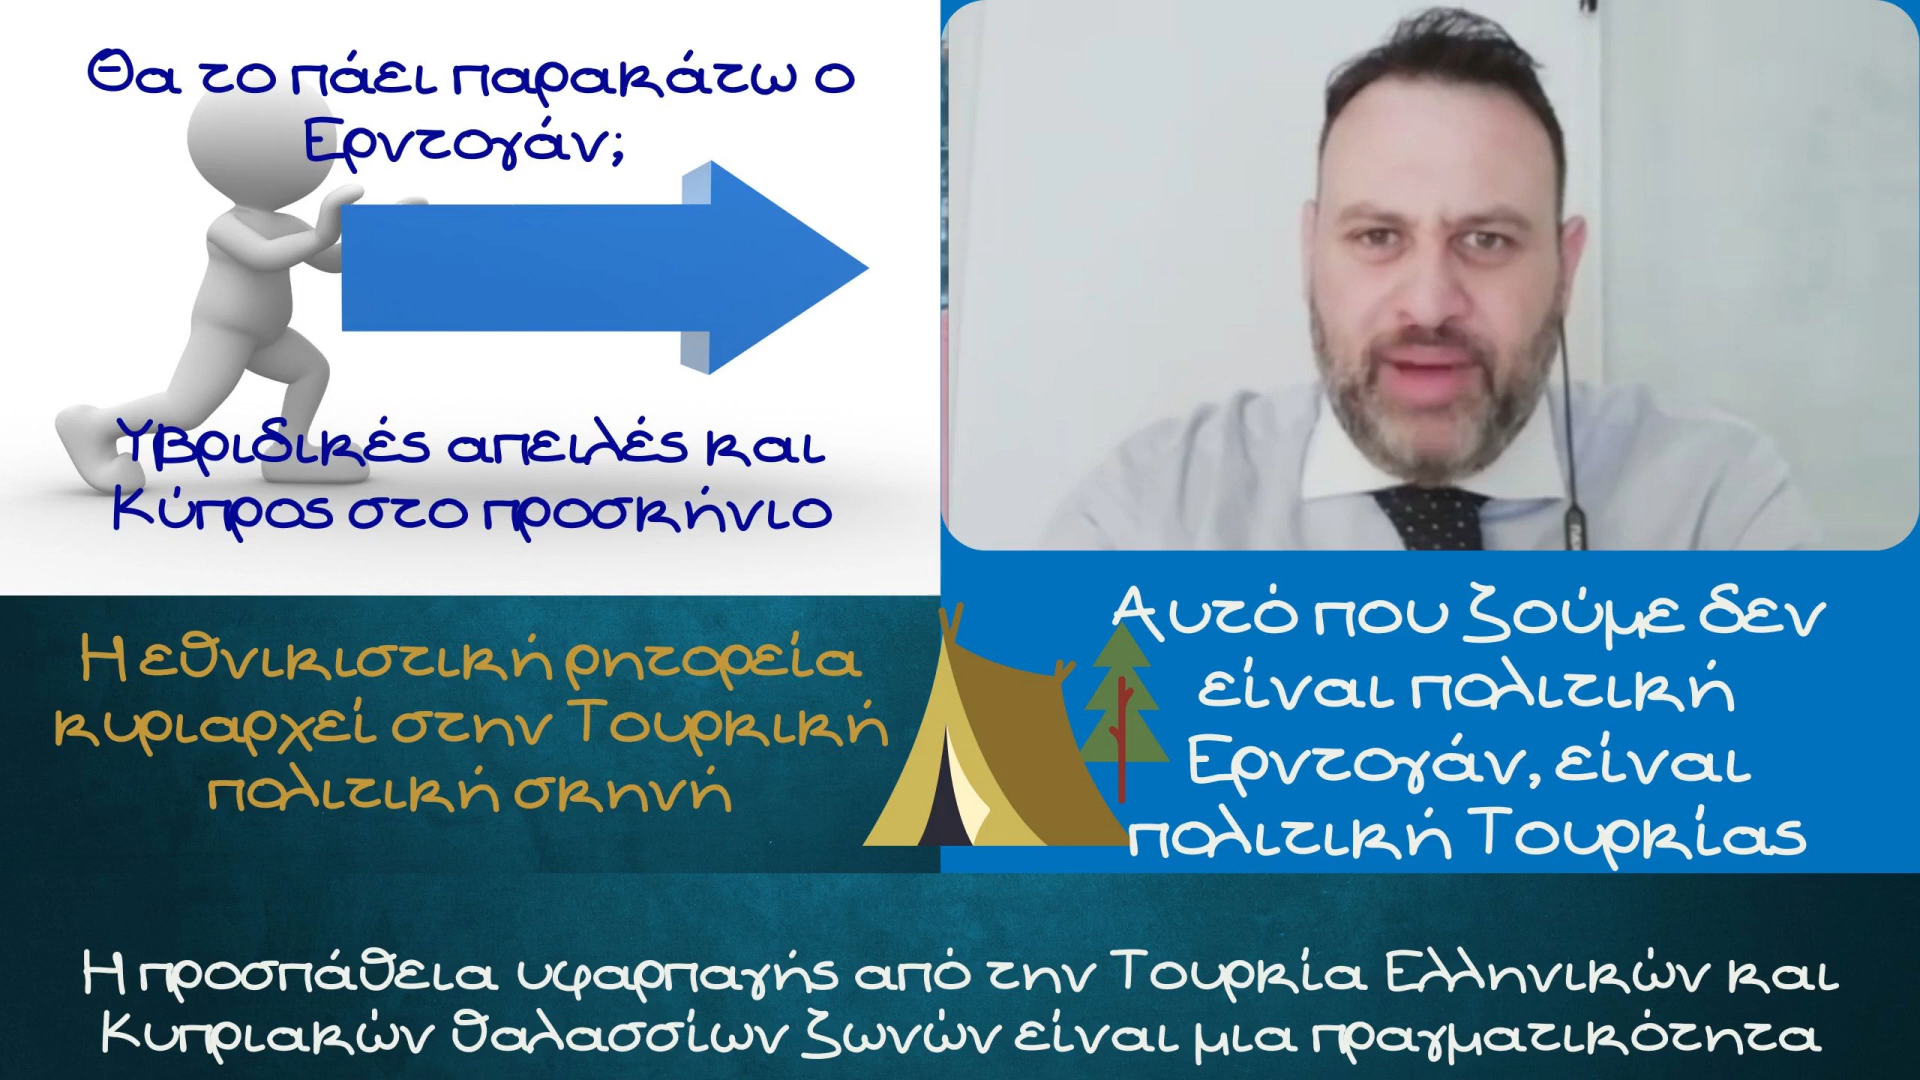 Θα το πάει παρακάτω ο
Ερντογάν;
Υβριδικές απειλές και
Κύπρος στο προσκήνιο
Η εθνικιστική ρητορεία
κυριαρχεί στην Τουρκική
πολιτική σκηνή
Αυτό που ζούμε δεν
είναι πολιτική
Ερντογάν, είναι
πολιτική Τουρκίας
Η προσπάθεια υφαρπαγής από την Τουρκία Ελληνικών και
Κυπριακών θαλασσίων ζωνών είναι μια πραγματικότητα